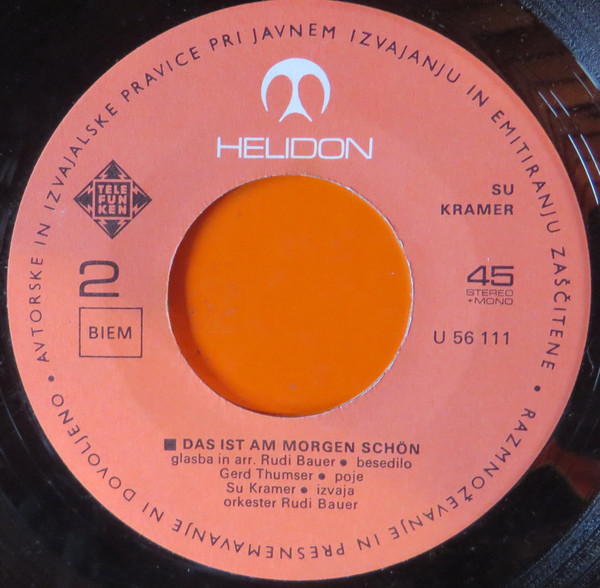 AVTORSKE IN IZVAJALSKE PRAVICE PRI JAVNEM IZVAJANJU IN EMITIRANJU ZAŠČITENE • RAZMNOŽEVANJE IN PRESNEMAVANJE NI DOVOLJENO •
HELIDON
TELE
FUN
KEN
SU
KRAMER
2
45
STEREO
+MONO
BIEM
U 56 111
■ DAS IST AM MORGEN SCHÖN
glasba in arr. Rudi Bauer • besedilo
Gerd Thumser • poje
Su Kramer • izvaja
orkester Rudi Bauer